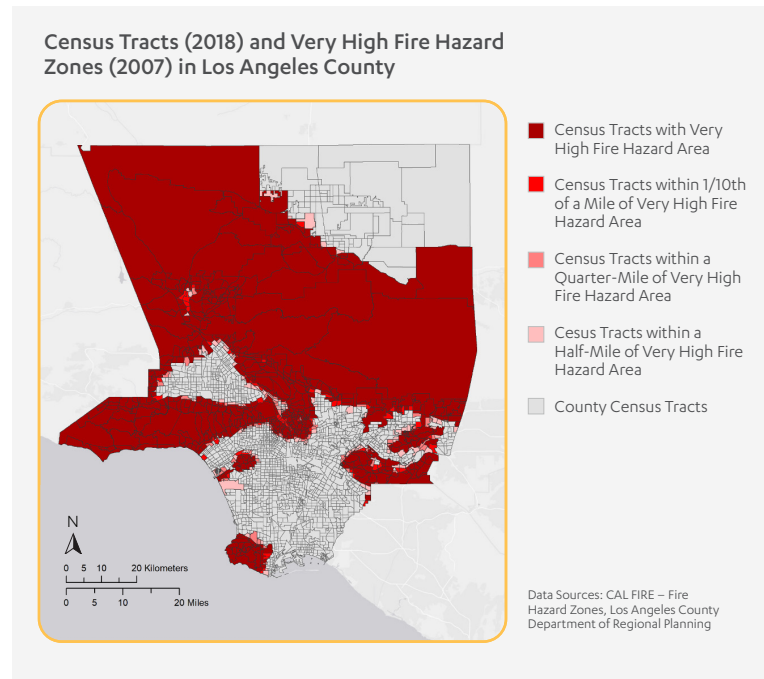 Census Tracts (2018) and Very High Fire Hazard
Zones (2007) in Los Angeles County
Census Tracts with Very
High Fire Hazard Area
Census Tracts within 1/10th
of a Mile of Very High Fire
Hazard Area
Census Tracts within a
Quarter-Mile of Very High
Fire Hazard Area
Cesus Tracts within a
Half-Mile of Very High Fire
Hazard Area
County Census Tracts
N
0 5 10 20 Kilometers
0 5 10 20 Miles
Data Sources: CAL FIRE – Fire
Hazard Zones, Los Angeles County
Department of Regional Planning